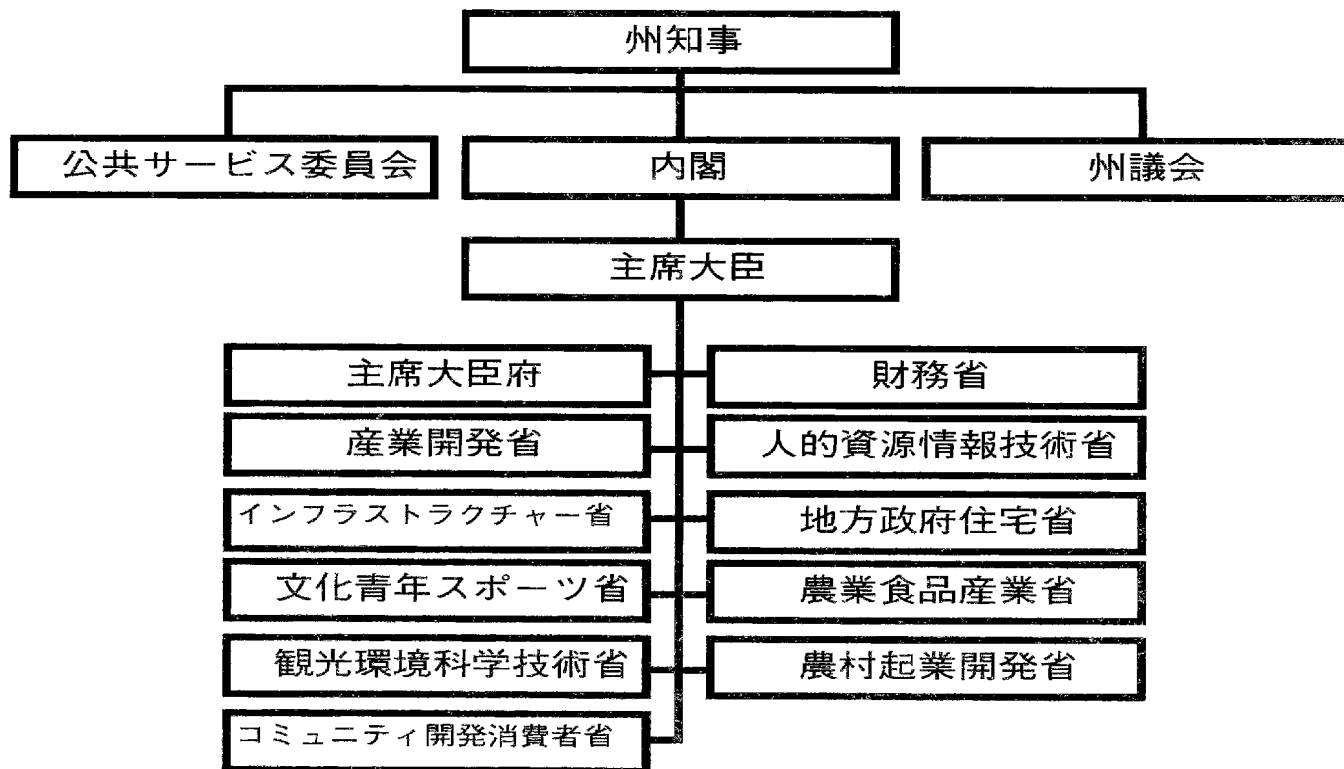 州知事
公共サービス委員会
内閣
州議会
主席大臣
主席大臣府
財務省
産業開発省
人的資源情報技術省
インフラストラクチャー省
地方政府住宅省
文化青年スポーツ省
農業食品産業省
観光環境科学技術省
農村起業開発省
コミュニティ開発消費者省